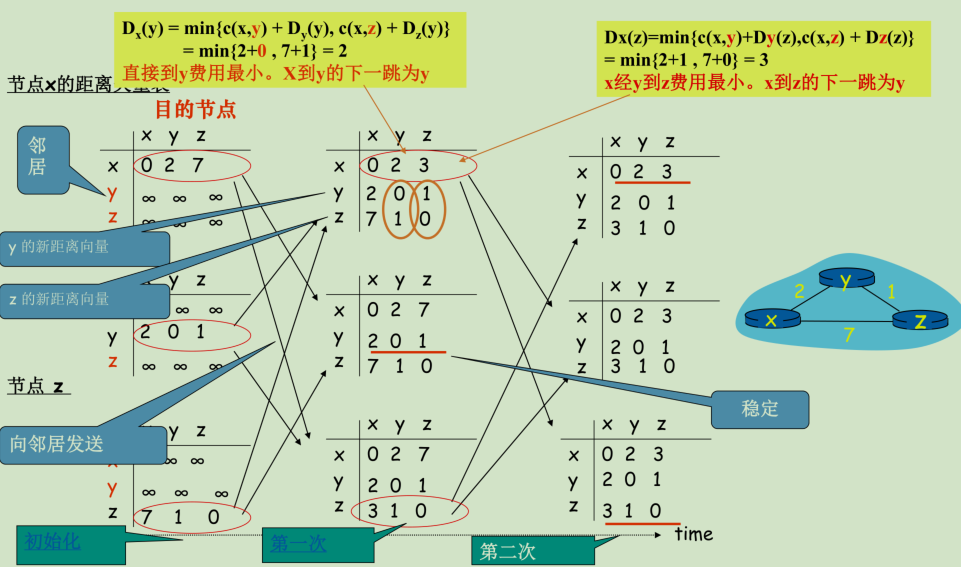 D_x(y) = min{c(x,y) + D_y(y), c(x,z) + D_z(y)}
= min{2+0 , 7+1} = 2
直接到y费用最小。X到y的下一跳为y
Dx(z)=min{c(x,y)+Dy(z),c(x,z) + Dz(z)}
= min{2+1 , 7+0} = 3
x经y到z费用最小。x到z的下一跳为y
节点x的距离
目的节点
邻居
x y z
x 0 2 7
y ∞ ∞ ∞
z ∞ ∞ ∞
x y z
x 0 2 3
y 2 0 1
z 7 1 0
x y z
x 0 2 3
y 2 0 1
z 3 1 0
y 的新距离向量
z 的新距离向量
y z
∞ ∞
y 2 0 1
z ∞ ∞ ∞
x y z
x 0 2 7
y 2 0 1
z 7 1 0
x y z
x 0 2 3
y 2 0 1
z 3 1 0
y
2 1
x z
7
节点 z
稳定
向邻居发送
y z
∞ ∞
y ∞ ∞ ∞
z 7 1 0
x y z
x 0 2 7
y 2 0 1
z 3 1 0
x y z
x 0 2 3
y 2 0 1
z 3 1 0
time
初始化
第一次
第二次